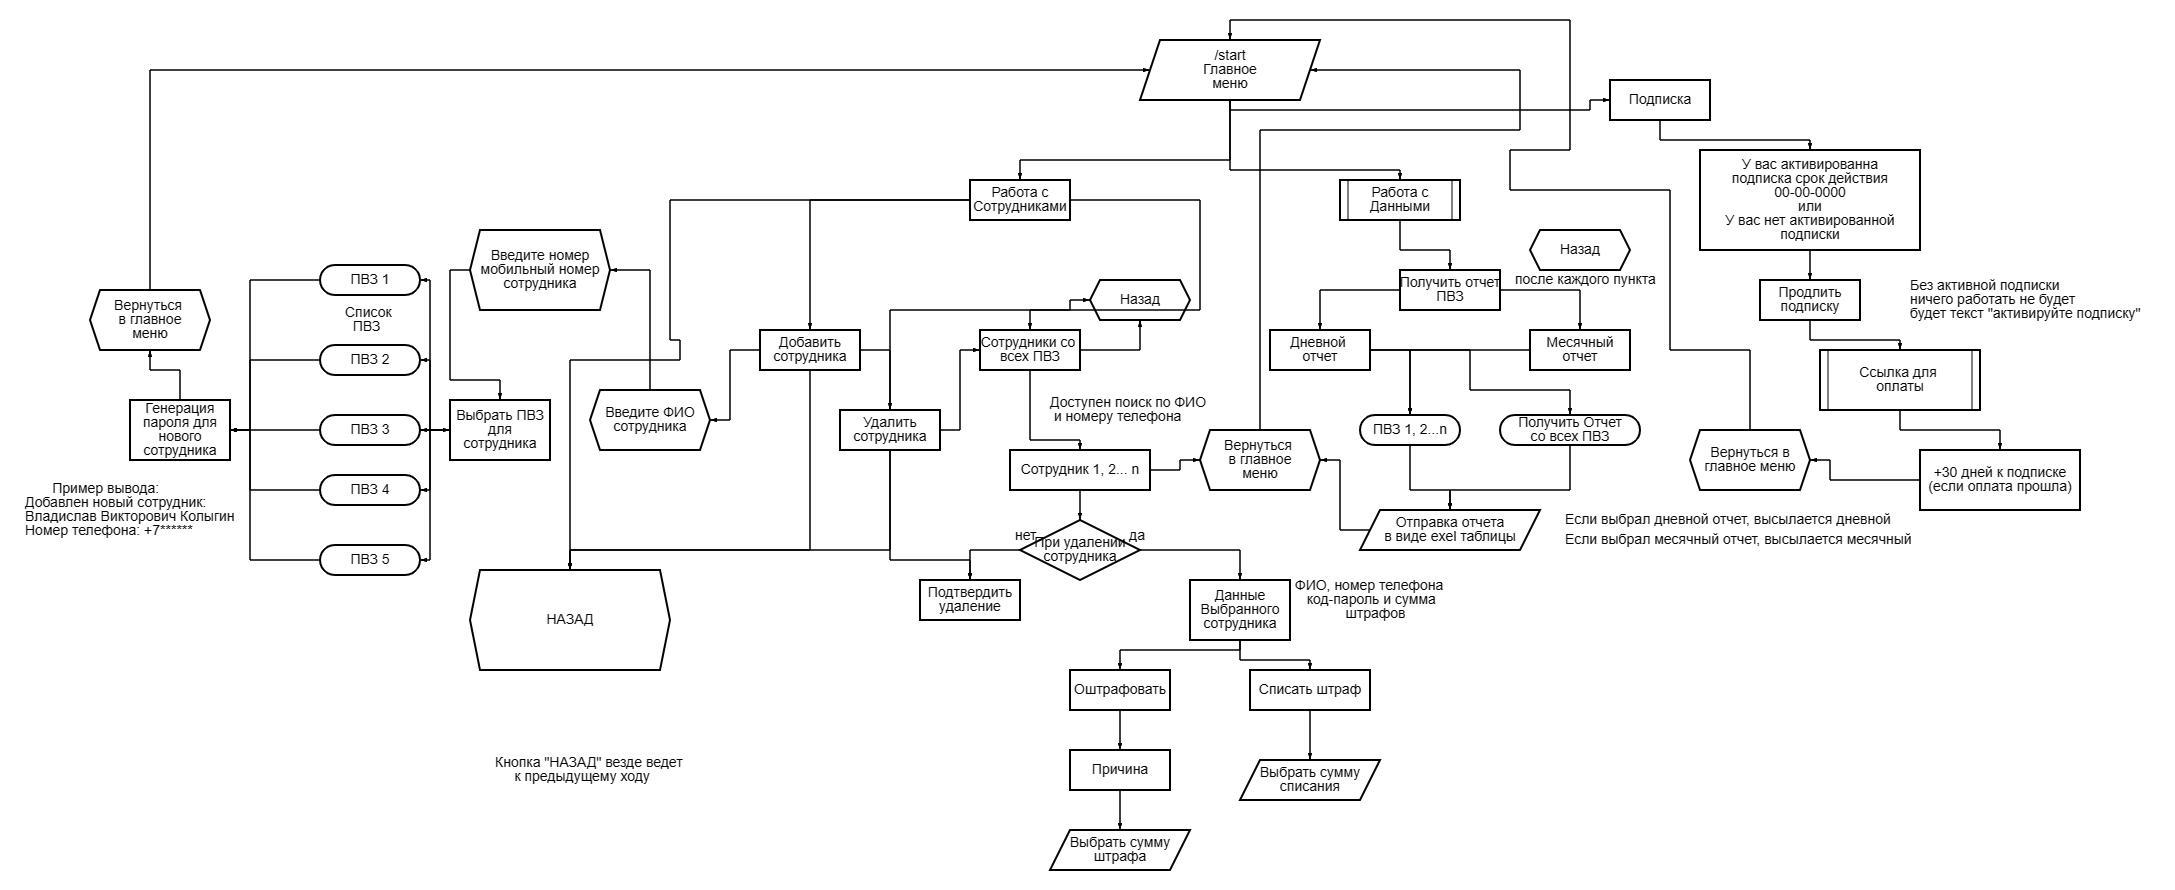 /start
Главное
меню
Подписка
У вас активированна
подписка срок действия
00-00-0000
или
У вас нет активированной
подписки
Работа с
Сотрудниками
Работа с
Данными
Введите номер
мобильный номер
сотрудника
Назад
после каждого пункта
ПВЗ 1
Список
ПВЗ
ПВЗ 2
ПВЗ 3
ПВЗ 4
ПВЗ 5
Вернуться
в главное
меню
Назад
Получить отчет
ПВЗ
Продлить
подписку
Без активной подписки
ничего работать не будет
будет текст "активируйте подписку"
Добавить
сотрудника
Сотрудники со
всех ПВЗ
Дневной
отчет
Месячный
отчет
Ссылка для
оплаты
Генерация
пароля для
нового
сотрудника
Выбрать ПВЗ
для
сотрудника
Введите ФИО
сотрудника
Удалить
сотрудника
Доступен поиск по ФИО
и номеру телефона
ПВЗ 1, 2...n
Получить Отчет
со всех ПВЗ
Сотрудник 1, 2... n
Вернуться
в главное
меню
Вернуться в
главное меню
+30 дней к подписке
(если оплата прошла)
Пример вывода:
Добавлен новый сотрудник:
Владислав Викторович Колыгин
Номер телефона: +7******
нет
При удалении
сотрудника
да
Отправка отчета
в виде exel таблицы
Если выбрал дневной отчет, высылается дневной
Если выбрал месячный отчет, высылается месячный
НАЗАД
Подтвердить
удаление
Данные
Выбранного
сотрудника
ФИО, номер телефона
код-пароль и сумма
штрафов
Оштрафовать
Списать штраф
Кнопка "НАЗАД" везде ведет
к предыдущему ходу
Причина
Выбрать сумму
списания
Выбрать сумму
штрафа